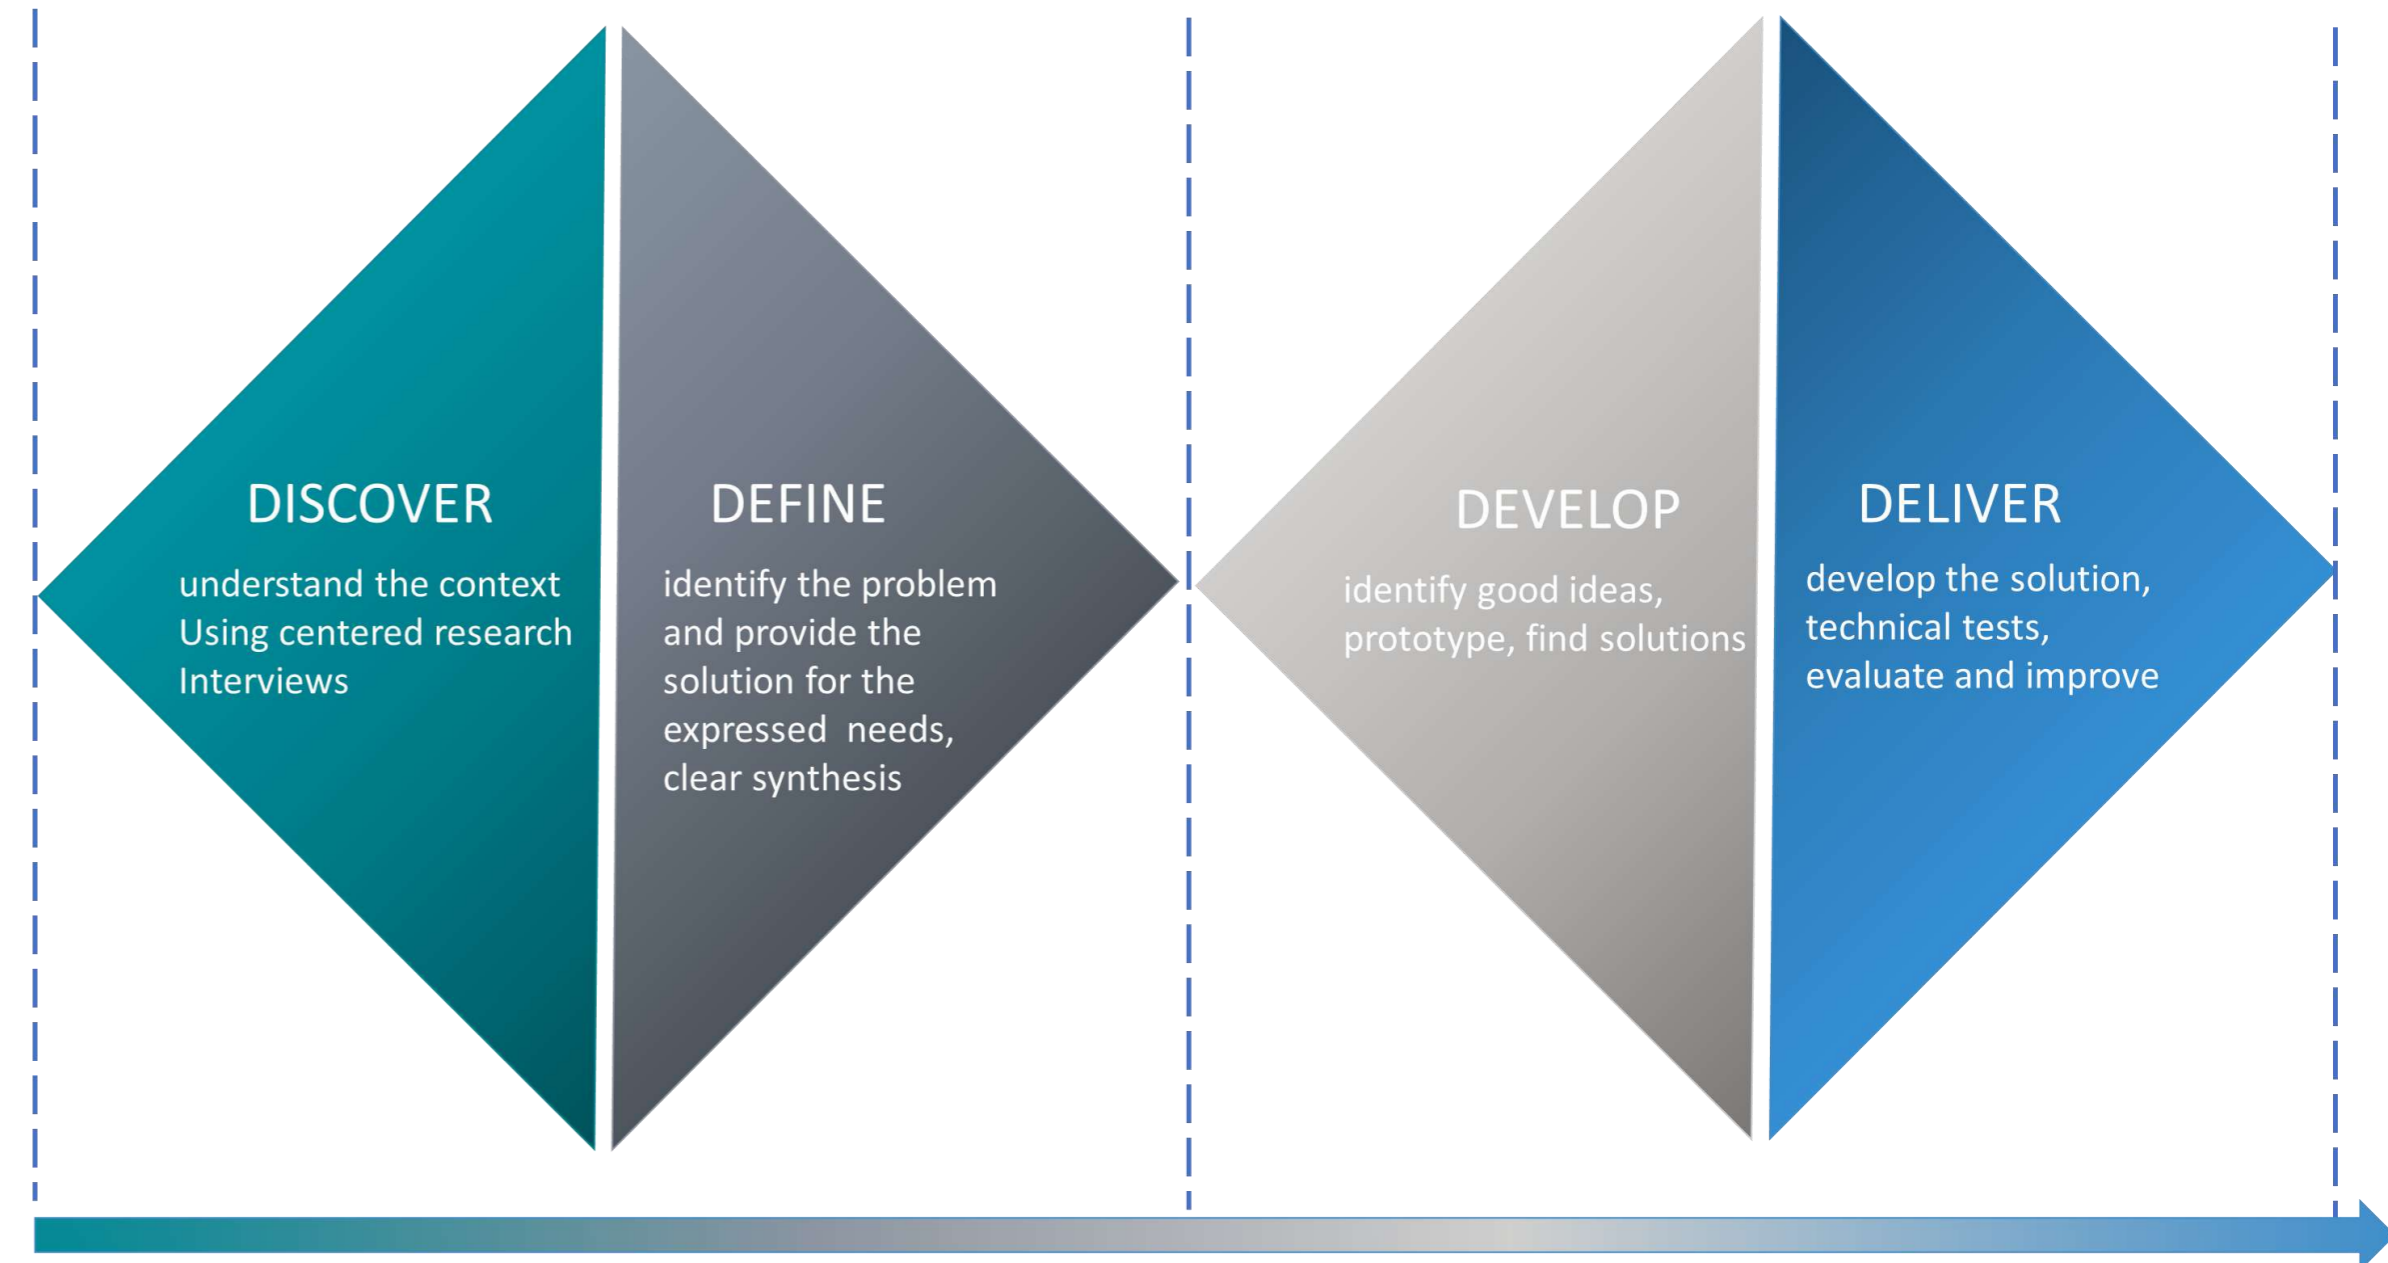 DISCOVER
understand the context
Using centered research
Interviews
DEFINE
identify the problem
and provide the
solution for the
expressed  needs,
clear synthesis
DEVELOP
identify good ideas,
prototype, find solutions
DELIVER
develop the solution,
technical tests,
evaluate and improve